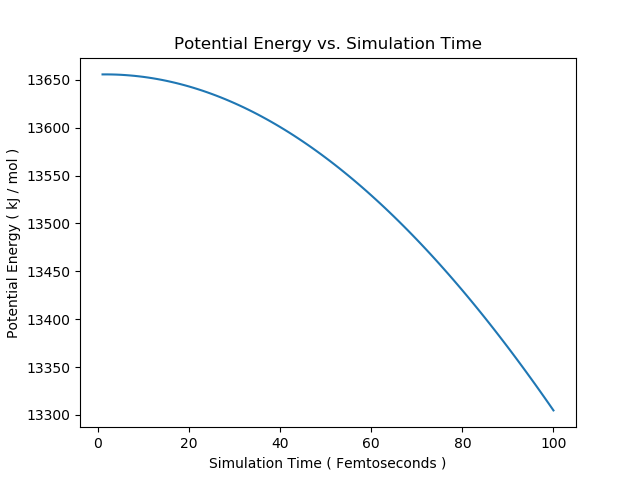 Potential Energy vs. Simulation Time
13650
13600
13550
13500
13450
13400
13350
13300
Potential Energy ( kJ / mol )
0 20 40 60 80 100
Simulation Time ( Femtoseconds )